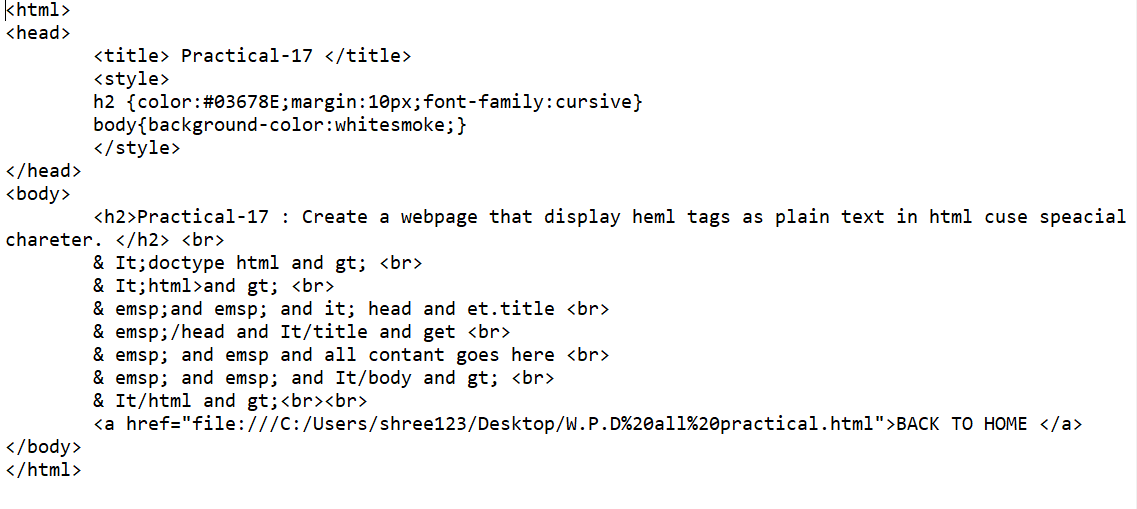 <html>
<head>
<title> Practical-17 </title>
<style>
h2 {color:#03678E;margin:10px;font-family:cursive}
body{background-color:whitesmoke;}
</style>
</head>
<body>
<h2>Practical-17 : Create a webpage that display heml tags as plain text in html cuse speacial
chareter. </h2> <br>
& It;doctype html and gt; <br>
& It;html>and gt; <br>
& emsp;and emsp; and it; head and et.title <br>
& emsp;/head and It/title and get <br>
& emsp; and emsp and all contant goes here <br>
& emsp; and emsp; and It/body and gt; <br>
& It/html and gt;<br><br>
<a href="file:///C:/Users/shree123/Desktop/W.P.D%20all%20practical.html">BACK TO HOME </a>
</body>
</html>